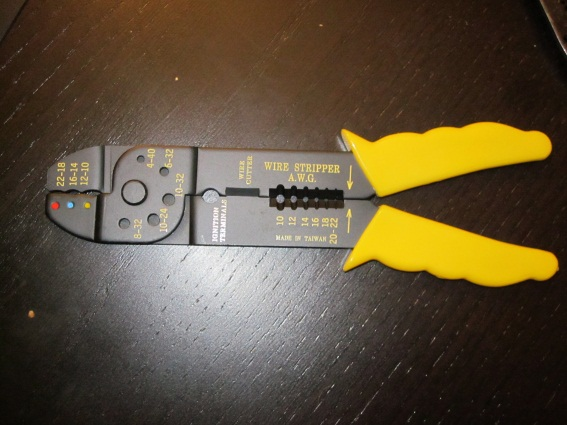 22-18
16-14
12-10
4-40
6-32
0-32
10-24
8-32
WIRE
CUTTER
IGNITION
TERMINALS
WIRE STRIPPER
A.W.G.
10
12
14
16
18
20-22
MADE IN TAIWAN